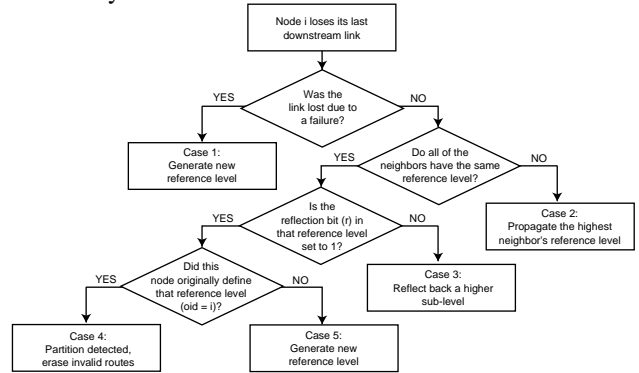 Node i loses its last
downstream link
Was the
link lost due to
a failure?
YES
NO
Case 1:
Generate new
reference level
Do all of the
neighbors have the same
reference level?
YES
NO
Is the
reflection bit (r) in
that reference level
set to 1?
Case 2:
Propagate the highest
neighbor's reference level
YES
NO
Did this
node originally define
that reference level
(oid = i)?
Case 3:
Reflect back a higher
sub-level
YES
NO
Case 4:
Partition detected,
erase invalid routes
Case 5:
Generate new
reference level